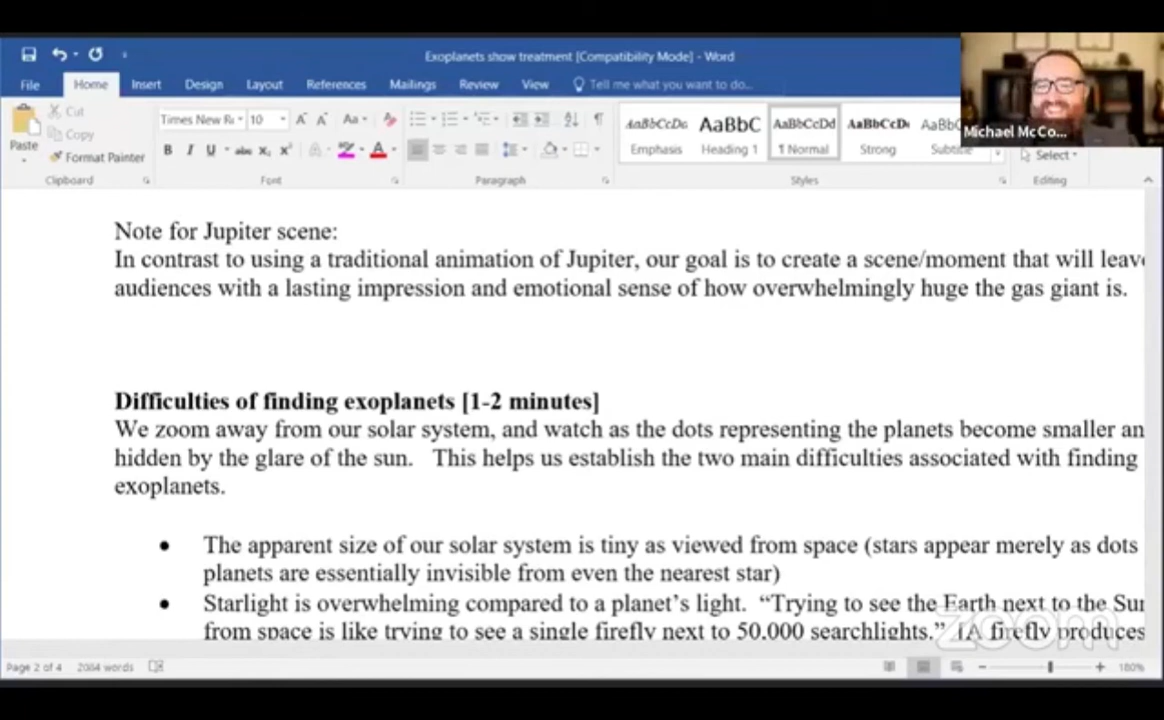 Exoplanets show treatment [Compatibility Mode] - Word
File Home Insert Design Layout References Mailings Review View Tell me what you want to do...
Cut
Copy
Paste
Format Painter
Times New Ro 10
AaBbCcDd AaBbC AaBbCcDd AaBbCcDd AaBbC
Emphasis Heading 1 ¶ Normal Strong Subtitle
Select
Clipboard Font Paragraph Styles Editing
Michael McCo...
Note for Jupiter scene:
In contrast to using a traditional animation of Jupiter, our goal is to create a scene/moment that will leave
audiences with a lasting impression and emotional sense of how overwhelmingly huge the gas giant is.
Difficulties of finding exoplanets [1-2 minutes]
We zoom away from our solar system, and watch as the dots representing the planets become smaller an
hidden by the glare of the sun. This helps us establish the two main difficulties associated with finding
exoplanets.
• The apparent size of our solar system is tiny as viewed from space (stars appear merely as dots
planets are essentially invisible from even the nearest star)
• Starlight is overwhelming compared to a planet's light. “Trying to see the Earth next to the Sun
from space is like trying to see a single firefly next to 50,000 searchlights.” [A firefly produces
zoom
Page 2 of 4 2084 words
180%